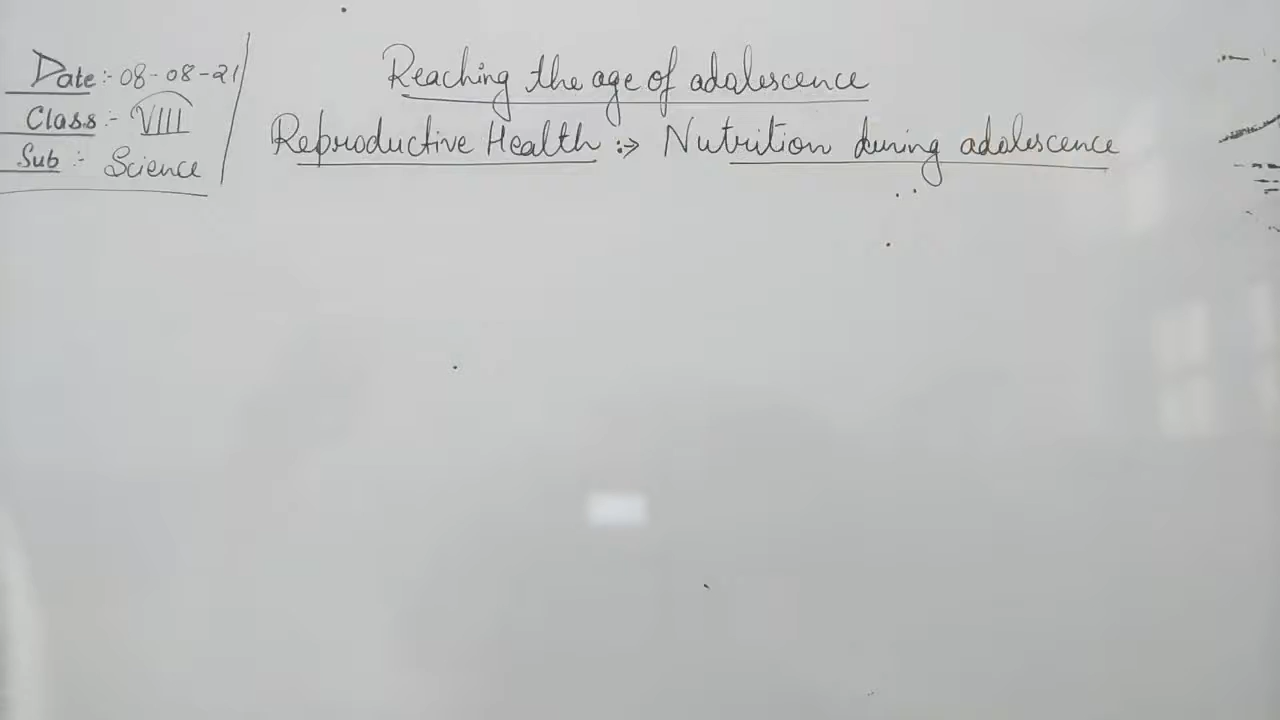 Date :- 08-08-21
Class :- VIII
Sub :- Science
Reaching the age of adolescence
Reproductive Health :-> Nutrition during adolescence